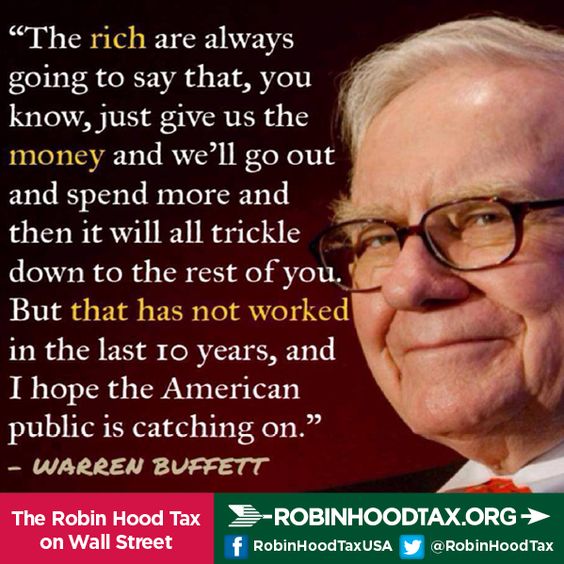 “The rich are always
going to say that, you
know, just give us the
money and we’ll go out
and spend more and
then it will all trickle
down to the rest of you.
But that has not worked
in the last 10 years, and
I hope the American
public is catching on.”
- WARREN BUFFETT
The Robin Hood Tax
on Wall Street
ROBINHOODTAX.ORG
f RobinHoodTaxUSA @RobinHoodTax